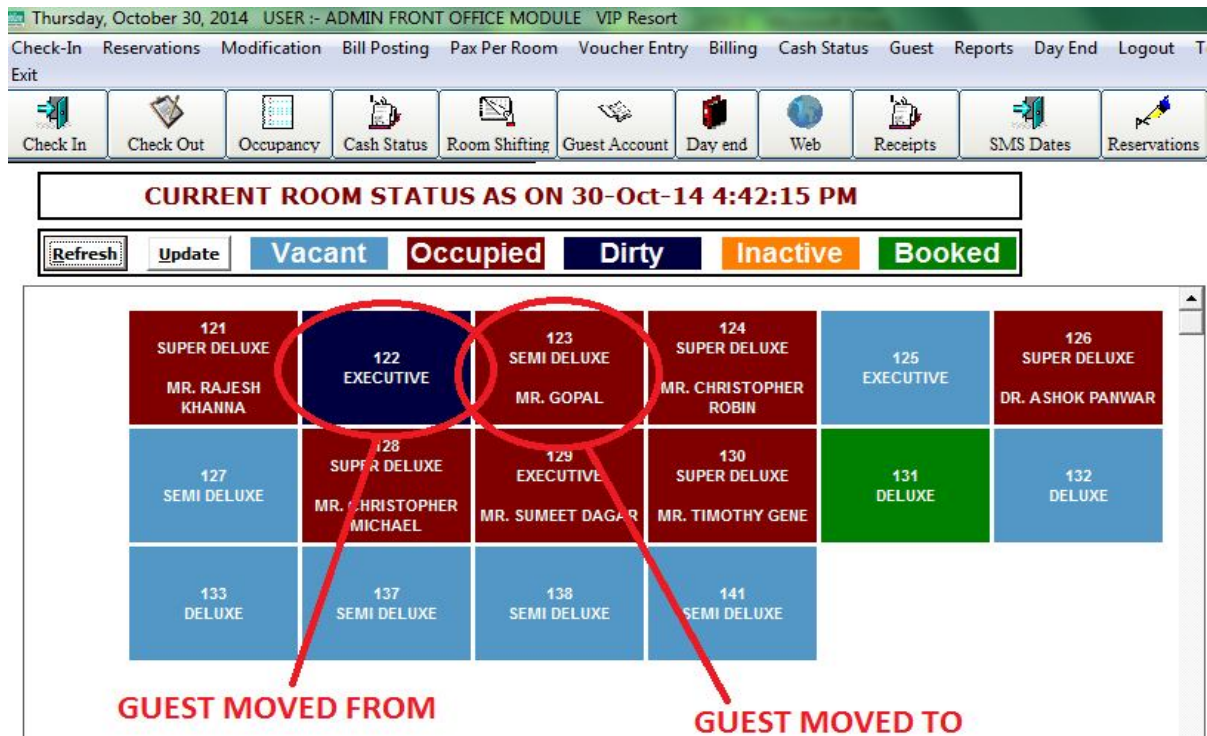 Thursday, October 30, 2014 USER :- ADMIN FRONT OFFICE MODULE VIP Resort
Check-In Reservations Modification Bill Posting Pax Per Room Voucher Entry Billing Cash Status Guest Reports Day End Logout T
Exit
Check In Check Out Occupancy Cash Status Room Shifting Guest Account Day end Web Receipts SMS Dates Reservations
CURRENT ROOM STATUS AS ON 30-Oct-14 4:42:15 PM
Refresh Update Vacant Occupied Dirty Inactive Booked
121
SUPER DELUXE
MR. RAJESH
KHANNA
122
EXECUTIVE
123
SEMI DELUXE
MR. GOPAL
124
SUPER DELUXE
MR. CHRISTOPHER
ROBIN
125
EXECUTIVE
126
SUPER DELUXE
DR. ASHOK PANWAR
127
SEMI DELUXE
128
SUPER DELUXE
MR. CHRISTOPHER
MICHAEL
129
EXECUTIVE
MR. SUMEET DAGAR
130
SUPER DELUXE
MR. TIMOTHY GENE
131
DELUXE
132
DELUXE
133
DELUXE
137
SEMI DELUXE
138
SEMI DELUXE
141
SEMI DELUXE
GUEST MOVED FROM
GUEST MOVED TO